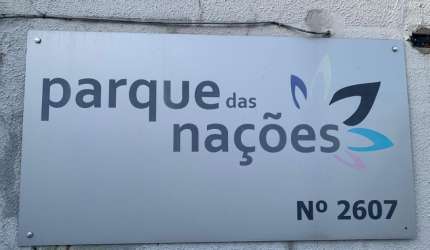 parque das
nações
Nº 2607